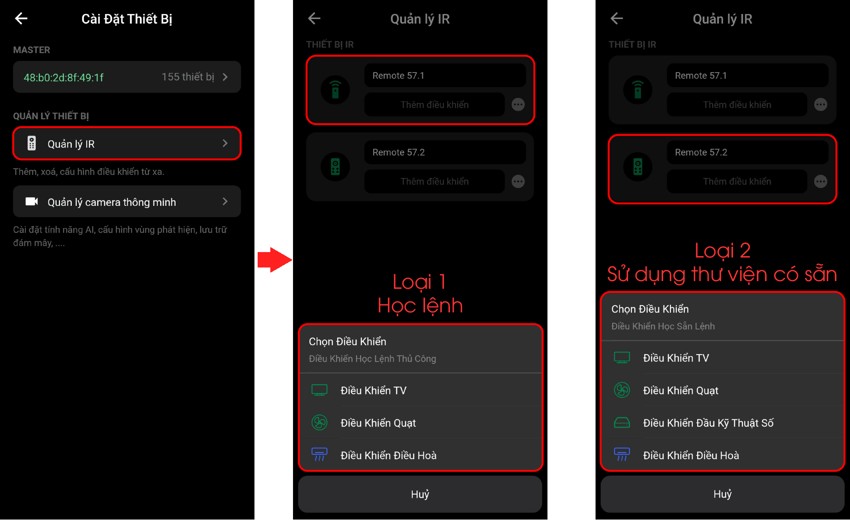 Cài Đặt Thiết Bị
MASTER
48:b0:2d:8f:49:1f
155 thiết bị
QUẢN LÝ THIẾT BỊ
Quản lý IR
Thêm, xoá, cấu hình điều khiển từ xa.
Quản lý camera thông minh
Cài đặt tính năng AI, cấu hình vùng phát hiện, lưu trữ
đám mây, ....
Quản lý IR
THIẾT BỊ IR
Remote 57.1
Thêm điều khiển
Remote 57.2
Thêm điều khiển
Loại 1
Học lệnh
Chọn Điều Khiển
Điều Khiển Học Lệnh Thủ Công
Điều Khiển TV
Điều Khiển Quạt
Điều Khiển Điều Hoà
Huỷ
Quản lý IR
THIẾT BỊ IR
Remote 57.1
Thêm điều khiển
Remote 57.2
Thêm điều khiển
Loại 2
Sử dụng thư viện có sẵn
Chọn Điều Khiển
Điều Khiển Học Sẵn Lệnh
Điều Khiển TV
Điều Khiển Quạt
Điều Khiển Đầu Kỹ Thuật Số
Điều Khiển Điều Hoà
Huỷ